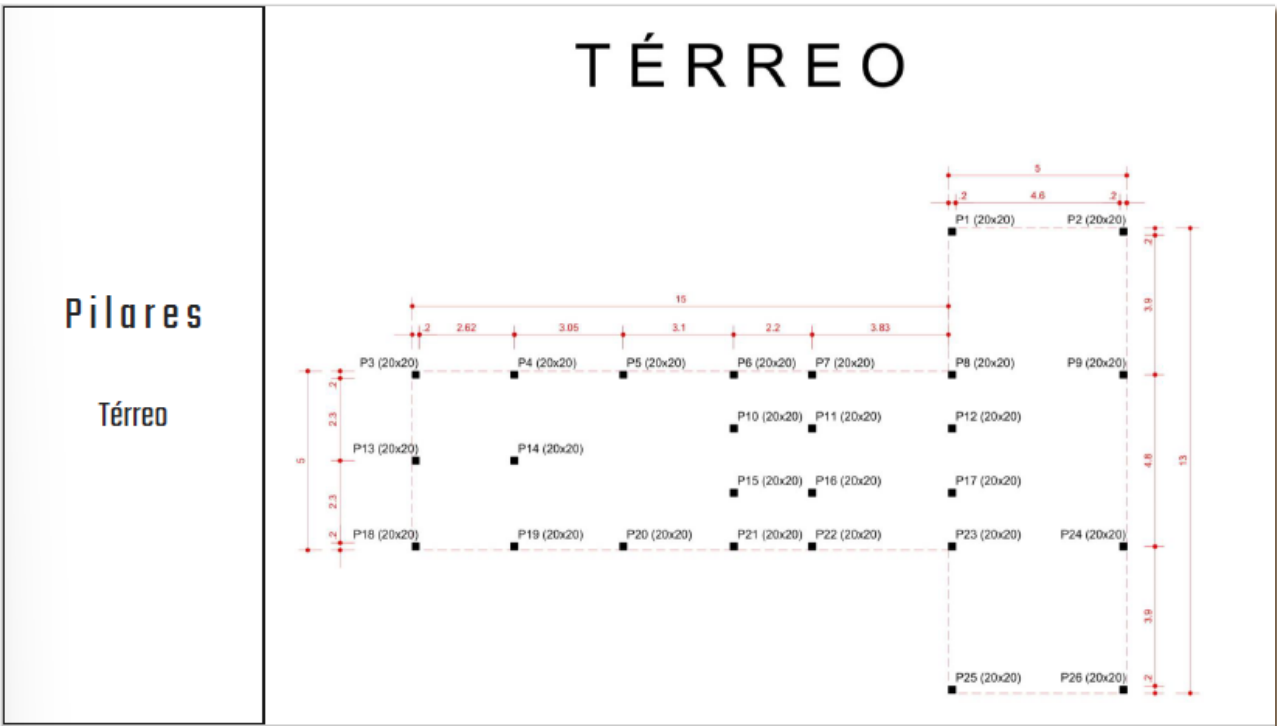 TÉRREO
Pilares
Térreo
5
.2 4.6 .2
P1 (20x20) P2 (20x20)
.2
3.9
15
.2 2.62 3.05 3.1 2.2 3.83
P3 (20x20) P4 (20x20) P5 (20x20) P6 (20x20) P7 (20x20) P8 (20x20) P9 (20x20)
.2
2.3
P10 (20x20) P11 (20x20) P12 (20x20)
P13 (20x20) P14 (20x20)
5
4.8
13
P15 (20x20) P16 (20x20) P17 (20x20)
2.3
.2
P18 (20x20) P19 (20x20) P20 (20x20) P21 (20x20) P22 (20x20) P23 (20x20) P24 (20x20)
3.9
.2
P25 (20x20) P26 (20x20)